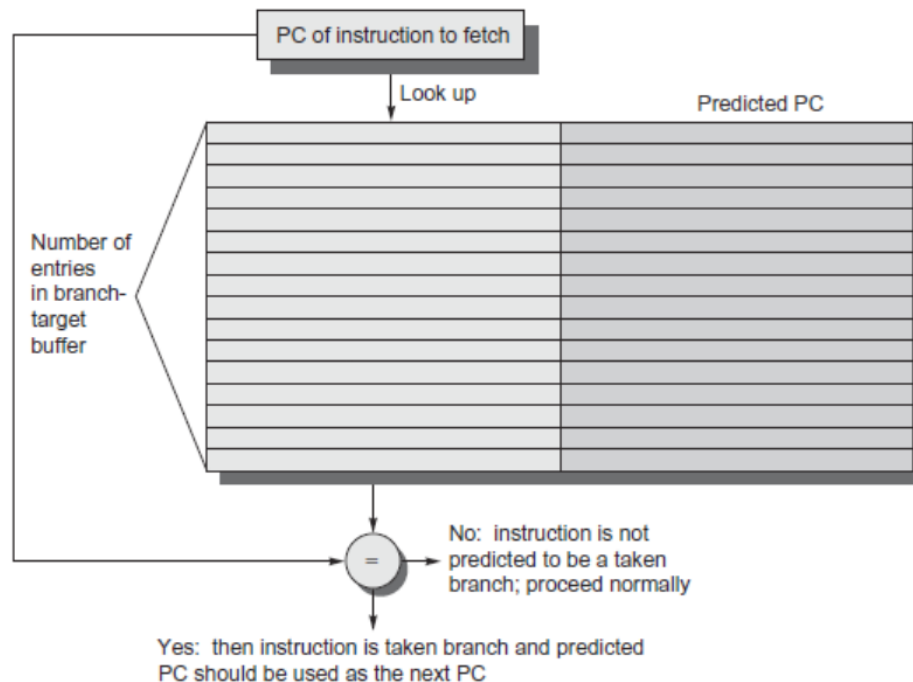 PC of instruction to fetch
Look up
Predicted PC
Number of
entries
in branch-
target
buffer
=
No: instruction is not
predicted to be a taken
branch; proceed normally
Yes: then instruction is taken branch and predicted
PC should be used as the next PC